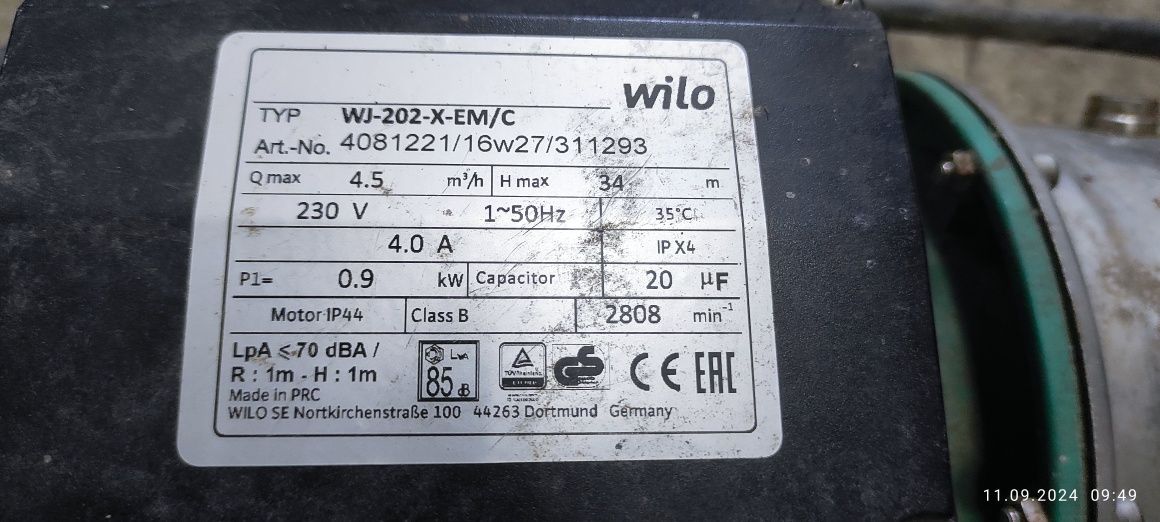 wilo
TYP WJ-202-X-EM/C
Art.-No. 4081221/16w27/311293
Q max 4.5 m³/h H max 34 m
230 V 1~50Hz 35°C
4.0 A IP X4
P1= 0.9 kW Capacitor 20 µF
Motor IP44 Class B 2808 min⁻¹
LpA ≤ 70 dBA /
R : 1m - H : 1m
Made in PRC
WILO SE Nortkirchenstraße 100 44263 Dortmund Germany
LWA
85 dB
TÜVRheinland
GS
CE
EAC
11.09.2024 09:49